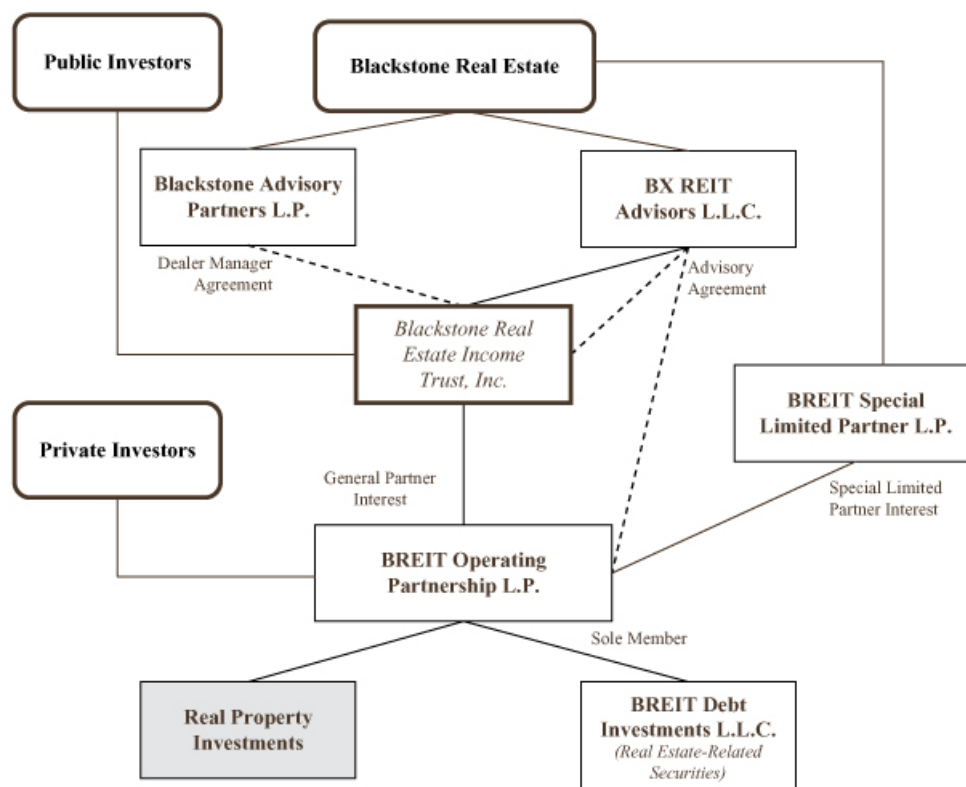 Public Investors
Blackstone Real Estate
Blackstone Advisory
Partners L.P.
BX REIT
Advisors L.L.C.
Dealer Manager
Agreement
Advisory
Agreement
Blackstone Real
Estate Income
Trust, Inc.
BREIT Special
Limited Partner L.P.
Private Investors
General Partner
Interest
Special Limited
Partner Interest
BREIT Operating
Partnership L.P.
Sole Member
Real Property
Investments
BREIT Debt
Investments L.L.C.
(Real Estate-Related
Securities)